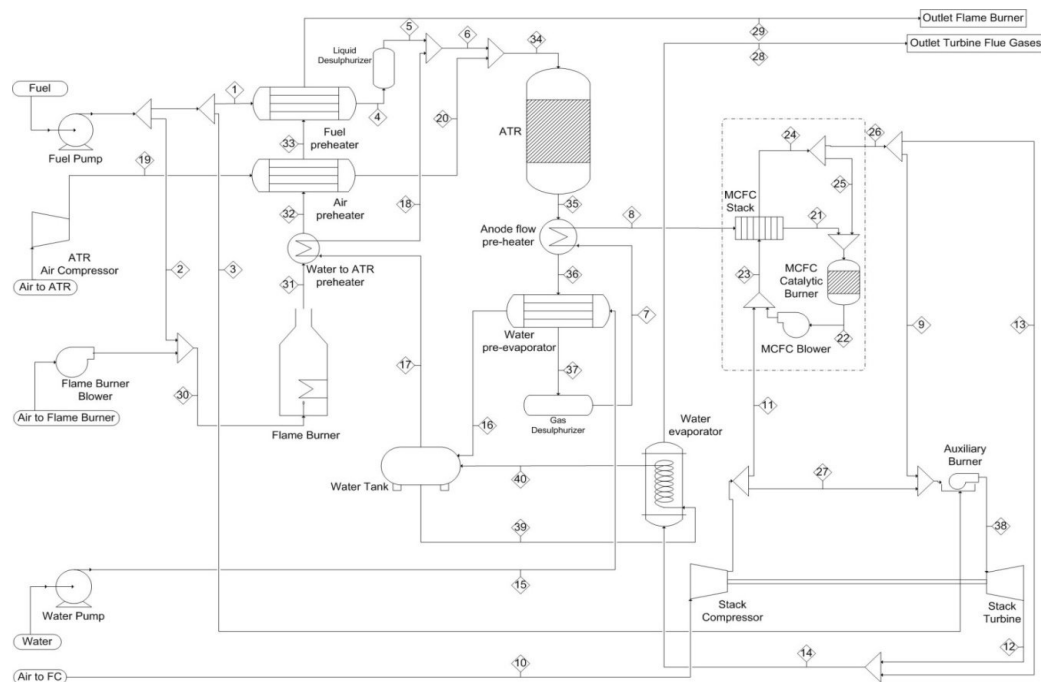 Outlet Flame Burner
29
Outlet Turbine Flue Gases
28
5
6
34
Liquid
Desulphurizer
Fuel
1
4
20
ATR
24
26
Fuel Pump
33
Fuel
preheater
19
Air
preheater
18
35
25
MCFC
Stack
21
8
32
Anode flow
pre-heater
ATR
Air Compressor
Air to ATR
2
3
Water to ATR
preheater
31
36
7
23
MCFC
Catalytic
Burner
22
MCFC Blower
9
13
Water
pre-evaporator
17
37
Flame Burner
Blower
Air to Flame Burner
30
Flame Burner
16
Gas
Desulphurizer
11
Water
evaporator
Auxiliary
Burner
27
Water Tank
40
39
38
15
Water Pump
Water
Stack
Compressor
Stack
Turbine
12
14
10
Air to FC